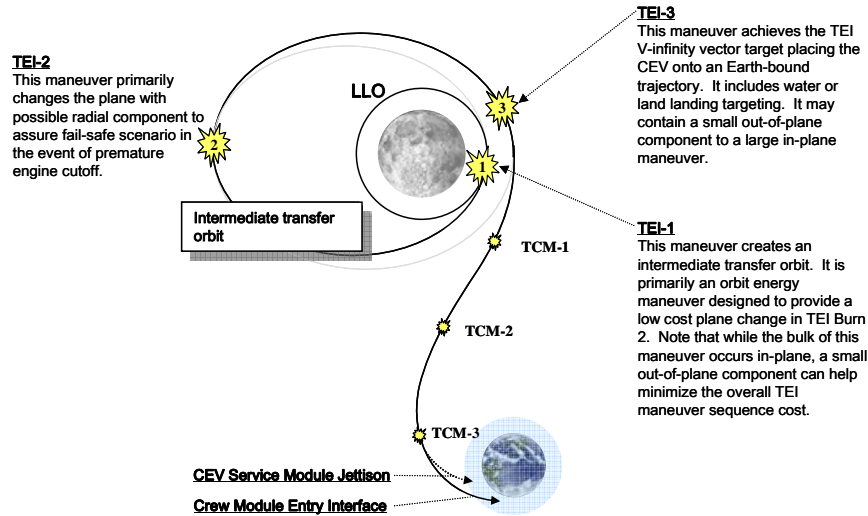 TEI-2
This maneuver primarily
changes the plane with
possible radial component to
assure fail-safe scenario in
the event of premature
engine cutoff.
LLO
2
3
1
Intermediate transfer
orbit
TEI-3
This maneuver achieves the TEI
V-infinity vector target placing the
CEV onto an Earth-bound
trajectory. It includes water or
land landing targeting. It may
contain a small out-of-plane
component to a large in-plane
maneuver.
TEI-1
This maneuver creates an
intermediate transfer orbit. It is
primarily an orbit energy
maneuver designed to provide a
low cost plane change in TEI Burn
2. Note that while the bulk of this
maneuver occurs in-plane, a small
out-of-plane component can help
minimize the overall TEI
maneuver sequence cost.
TCM-1
TCM-2
TCM-3
CEV Service Module Jettison
Crew Module Entry Interface